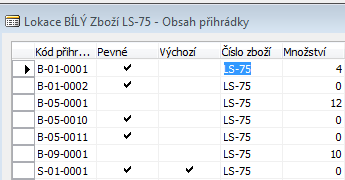 Lokace BÍLÝ Zboží LS-75 - Obsah přihrádky
Kód přihr... Pevné Výchozí Číslo zboží Množství
B-01-0001 LS-75 4
B-01-0002 LS-75 0
B-05-0001 LS-75 12
B-05-0010 LS-75 0
B-05-0011 LS-75 0
B-09-0001 LS-75 10
S-01-0001 LS-75 0